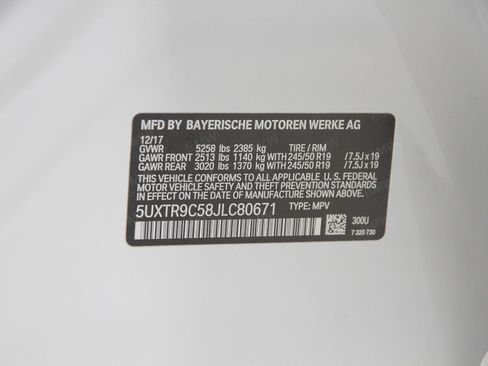 MFD BY BAYERISCHE MOTOREN WERKE AG
12/17
GVWR 5258 lbs 2385 kg TIRE / RIM
GAWR FRONT 2513 lbs 1140 kg WITH 245/50 R19 /7.5J x 19
GAWR REAR 3020 lbs 1370 kg WITH 245/50 R19 /7.5J x 19
THIS VEHICLE CONFORMS TO ALL APPLICABLE
FEDERAL U.S. MOTOR VEHICLE SAFETY STANDARDS
IN EFFECT ON THE DATE OF MANUFACTURE SHOWN ABOVE.
5UXTR9C58JLC80671 TYPE: MPV
300U
7 320 730